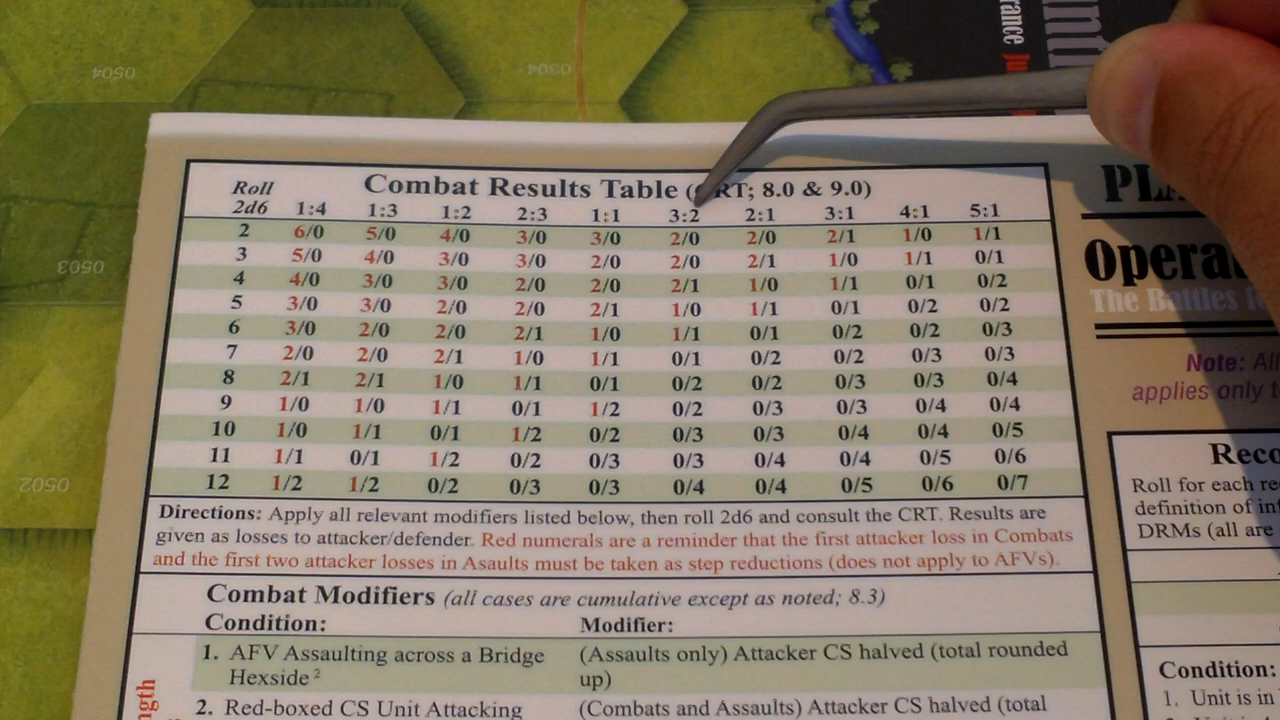 0504
0304
0503
0502
rance
Combat Results Table (CRT; 8.0 & 9.0)
Roll
2d6 1:4 1:3 1:2 2:3 1:1 3:2 2:1 3:1 4:1 5:1
2 6/0 5/0 4/0 3/0 3/0 2/0 2/0 2/1 1/0 1/1
3 5/0 4/0 3/0 3/0 2/0 2/0 2/1 1/0 1/1 0/1
4 4/0 3/0 3/0 2/0 2/0 2/1 1/0 1/1 0/1 0/2
5 3/0 3/0 2/0 2/0 2/1 1/0 1/1 0/1 0/2 0/2
6 3/0 2/0 2/0 2/1 1/0 1/1 0/1 0/2 0/2 0/3
7 2/0 2/0 2/1 1/0 1/1 0/1 0/2 0/2 0/3 0/3
8 2/1 2/1 1/0 1/1 0/1 0/2 0/2 0/3 0/3 0/4
9 1/0 1/0 1/1 0/1 1/2 0/2 0/3 0/3 0/4 0/4
10 1/0 1/1 0/1 1/2 0/2 0/3 0/3 0/4 0/4 0/5
11 1/1 0/1 1/2 0/2 0/3 0/3 0/4 0/4 0/5 0/6
12 1/2 1/2 0/2 0/3 0/3 0/4 0/4 0/5 0/6 0/7
Directions: Apply all relevant modifiers listed below, then roll 2d6 and consult the CRT. Results are
given as losses to attacker/defender. Red numerals are a reminder that the first attacker loss in Combats
and the first two attacker losses in Asaults must be taken as step reductions (does not apply to AFVs).
Combat Modifiers (all cases are cumulative except as noted; 8.3)
Condition: Modifier:
1. AFV Assaulting across a Bridge (Assaults only) Attacker CS halved (total rounded
Hexside 2 up)
2. Red-boxed CS Unit Attacking (Combats and Assaults) Attacker CS halved (total
ngth
PL
Opera
The Battles
Note: Al
applies only
Reco
Roll for each re
definition of in
DRMs (all are
Condition:
1. Unit is in